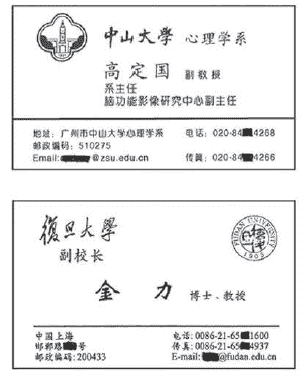 中山大學 心理学系
高定国 副教授
系主任
脑功能影像研究中心副主任
地址: 广州市中山大学心理学系 电话: 020-84 4268
邮政编码: 510275
Email: @zsu.edu.cn 传真: 020-84 4266
復旦大學
副校长
金力 博士、教授
FUDAN UNIVERSITY
1905
中国上海 电话: 0086-21-65 1600
邯郸路 号 传真: 0086-21-65 4937
邮政编码: 200433 E-mail: @fudan.edu.cn